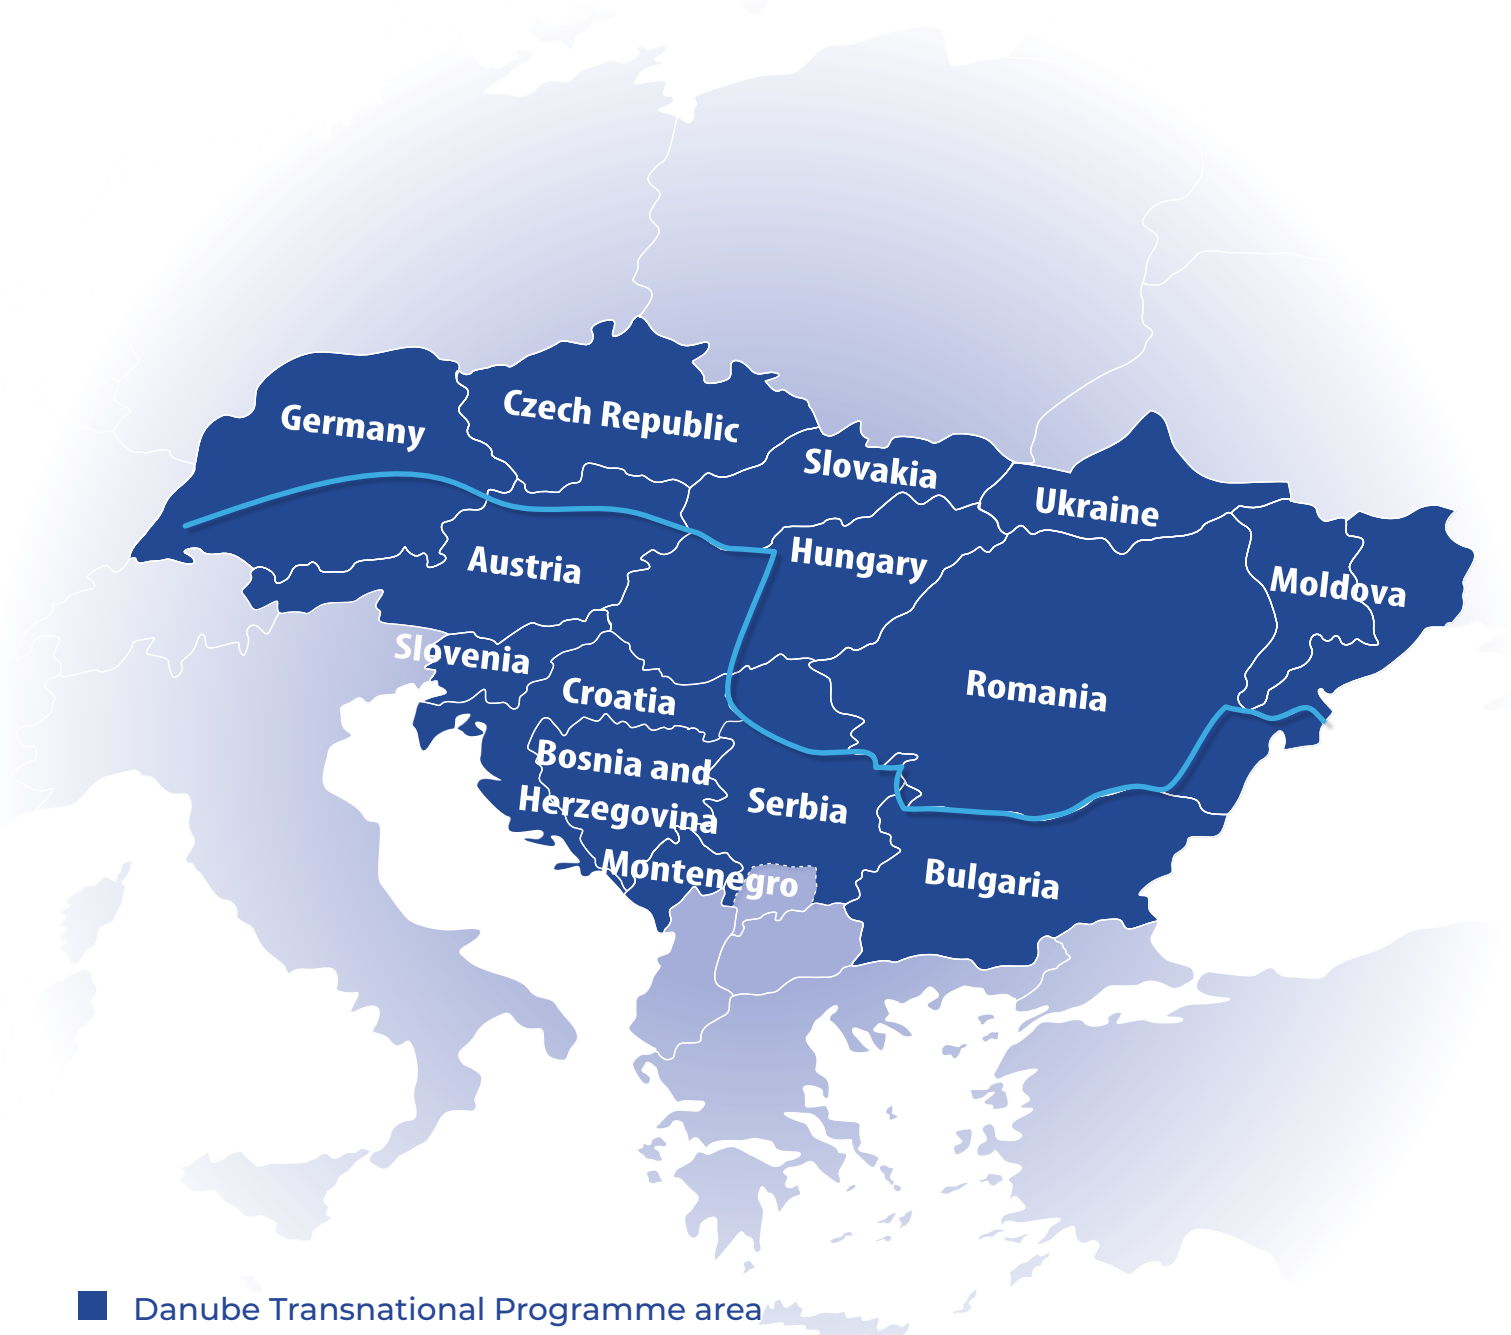 Germany
Czech Republic
Slovakia
Ukraine
Hungary
Austria
Moldova
Slovenia
Croatia
Romania
Bosnia and
Herzegovina
Serbia
Montenegro
Bulgaria
Danube Transnational Programme area